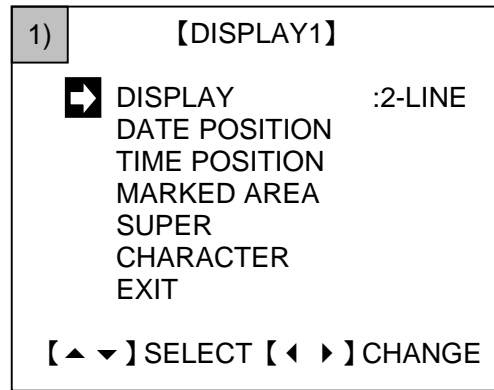 1) 【DISPLAY1】
DISPLAY :2-LINE
DATE POSITION
TIME POSITION
MARKED AREA
SUPER
CHARACTER
EXIT
【▲ ▼】SELECT【◀ ▶】CHANGE